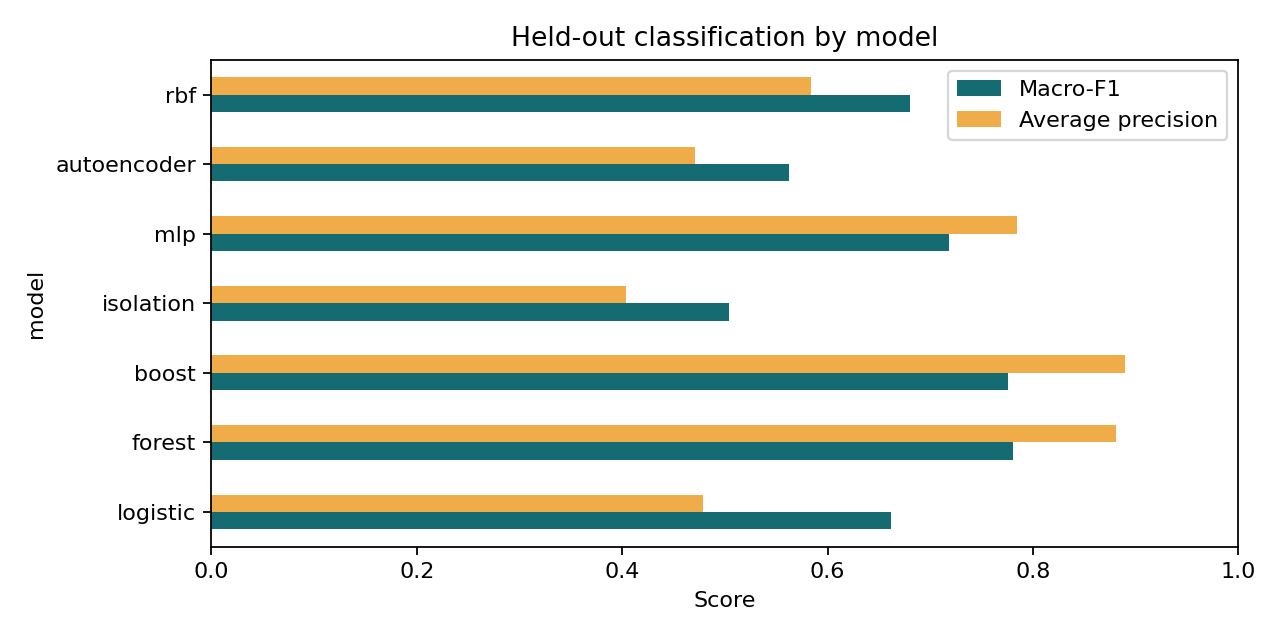 Held-out classification by model
Macro-F1
Average precision
model
rbf
autoencoder
mlp
isolation
boost
forest
logistic
0.0 0.2 0.4 0.6 0.8 1.0
Score